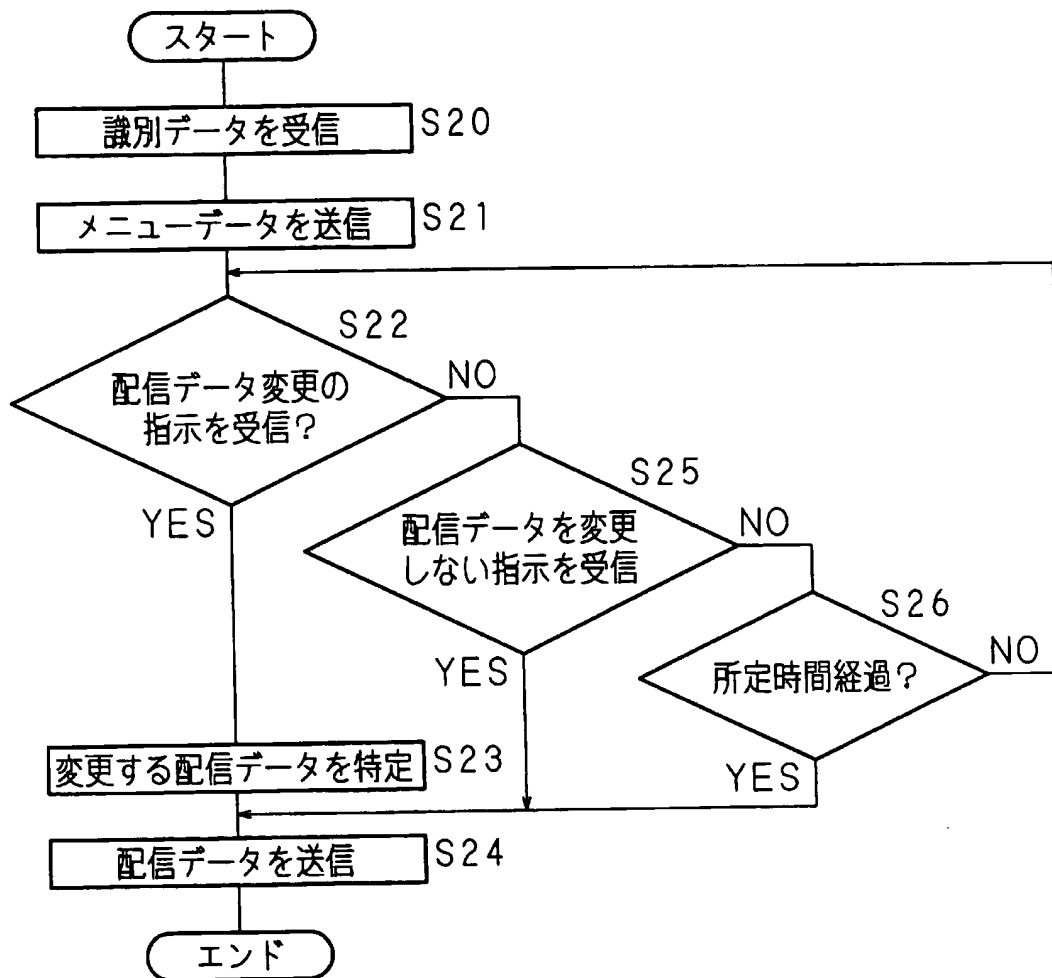 スタート
識別データを受信
S20
メニューデータを送信
S21
S22
配信データ変更の
指示を受信?
NO
YES
S25
配信データを変更
しない指示を受信
NO
YES
S26
所定時間経過?
NO
YES
変更する配信データを特定
S23
配信データを送信
S24
エンド